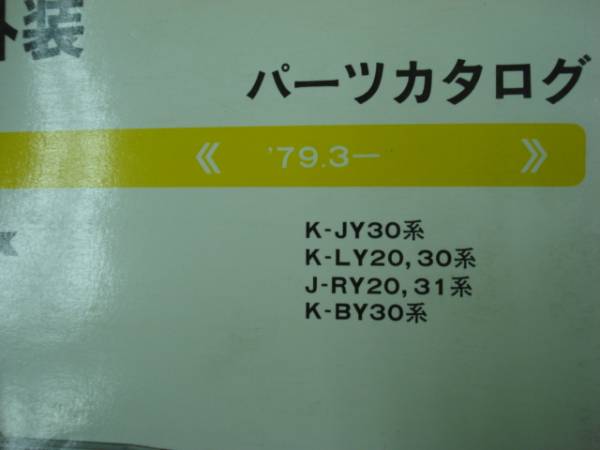 外装
パーツカタログ
《 '79.3− 》
K-JY30系
K-LY20,30系
J-RY20,31系
K-BY30系